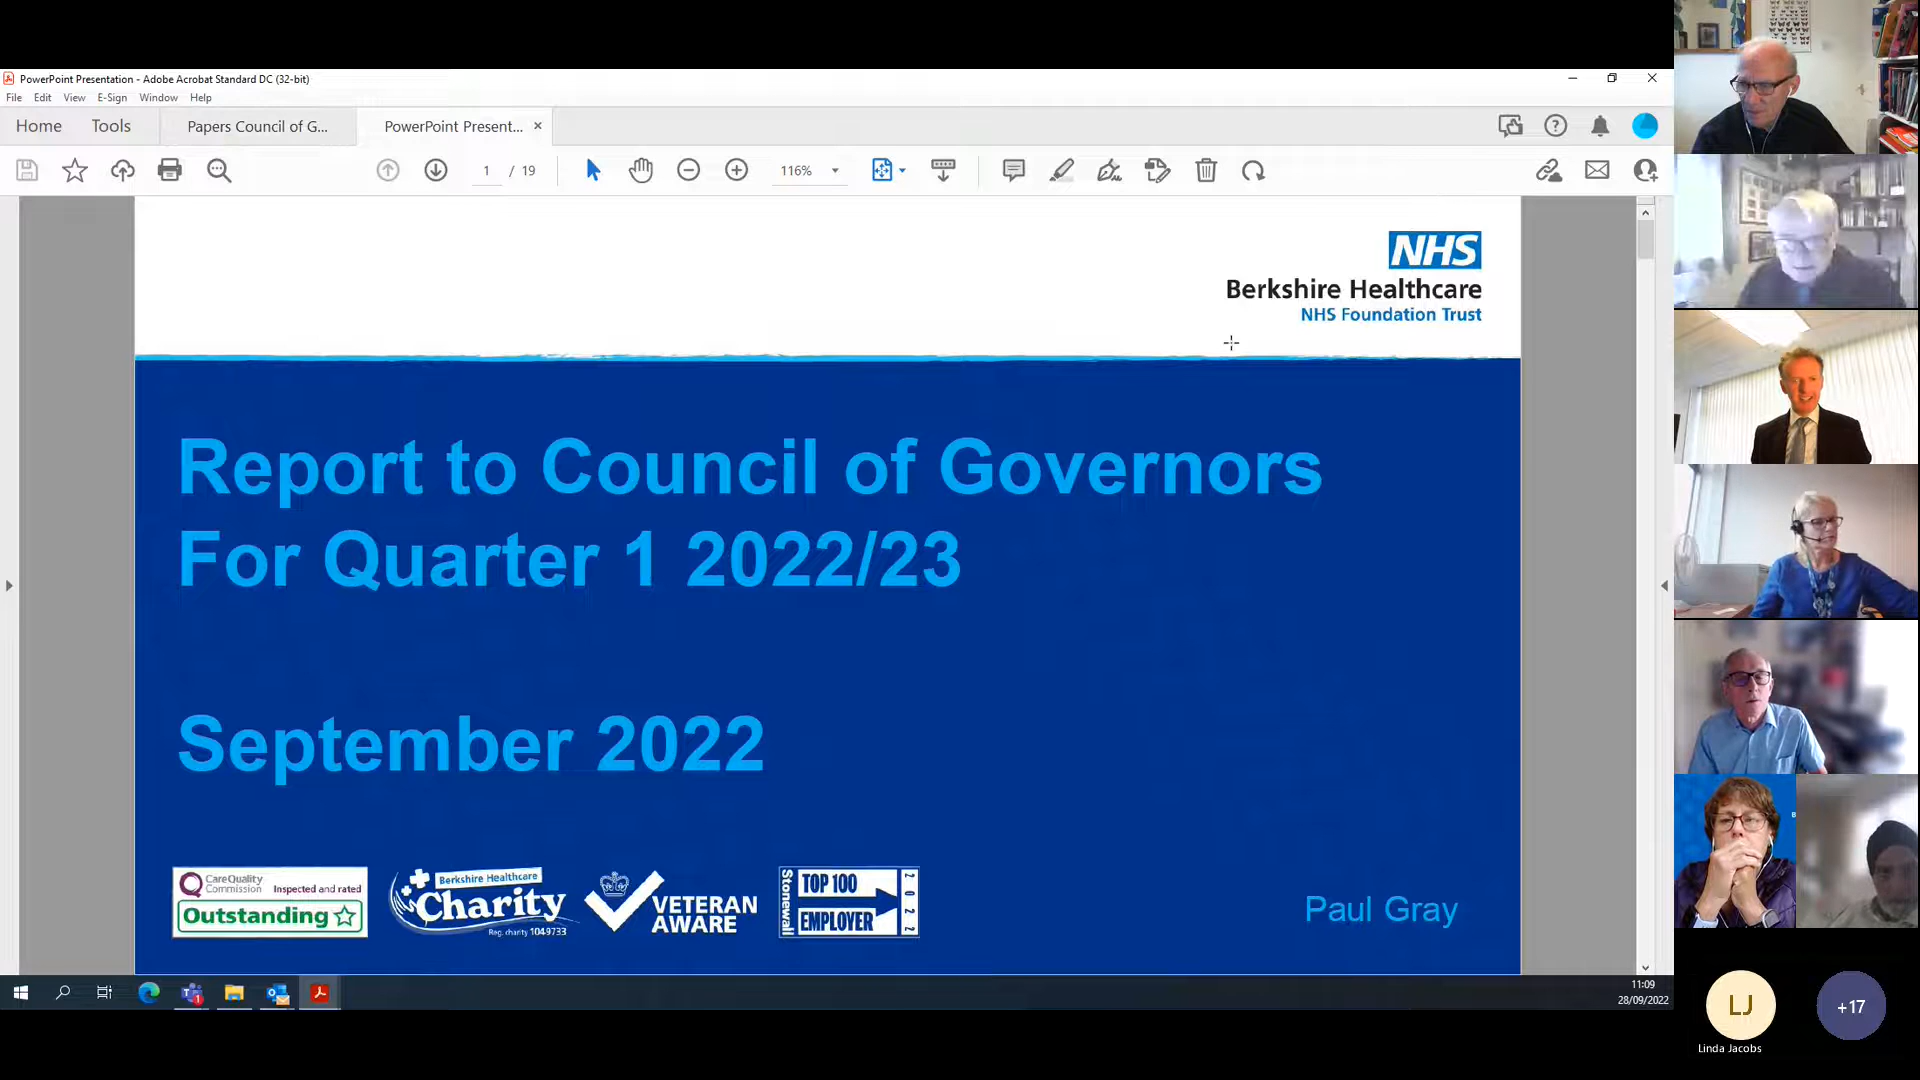 PowerPoint Presentation - Adobe Acrobat Standard DC (32-bit)
File Edit View E-Sign Window Help
Home Tools Papers Council of G... PowerPoint Present... ×
1 / 19 116%
NHS
Berkshire Healthcare
NHS Foundation Trust
Report to Council of Governors
For Quarter 1 2022/23
September 2022
CareQuality
Commission Inspected and rated
Outstanding
Berkshire Healthcare
Charity
Reg. charity 1049733
VETERAN
AWARE
Stonewall
TOP 100
EMPLOYER
2022
Paul Gray
11:09
28/09/2022
LJ
+17
Linda Jacobs